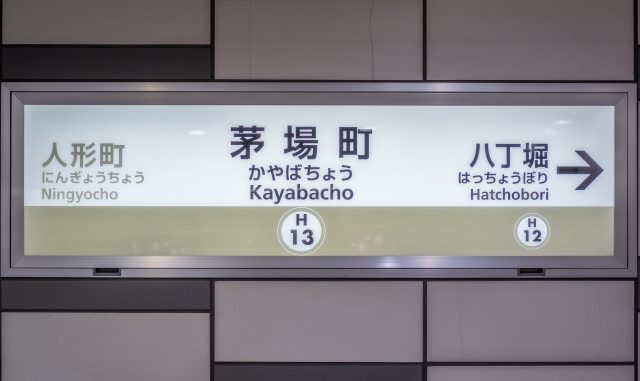 人形町
にんぎょうちょう
Ningyocho
茅場町
かやばちょう
Kayabacho
H
13
八丁堀
はっちょうぼり
Hatchobori
H
12